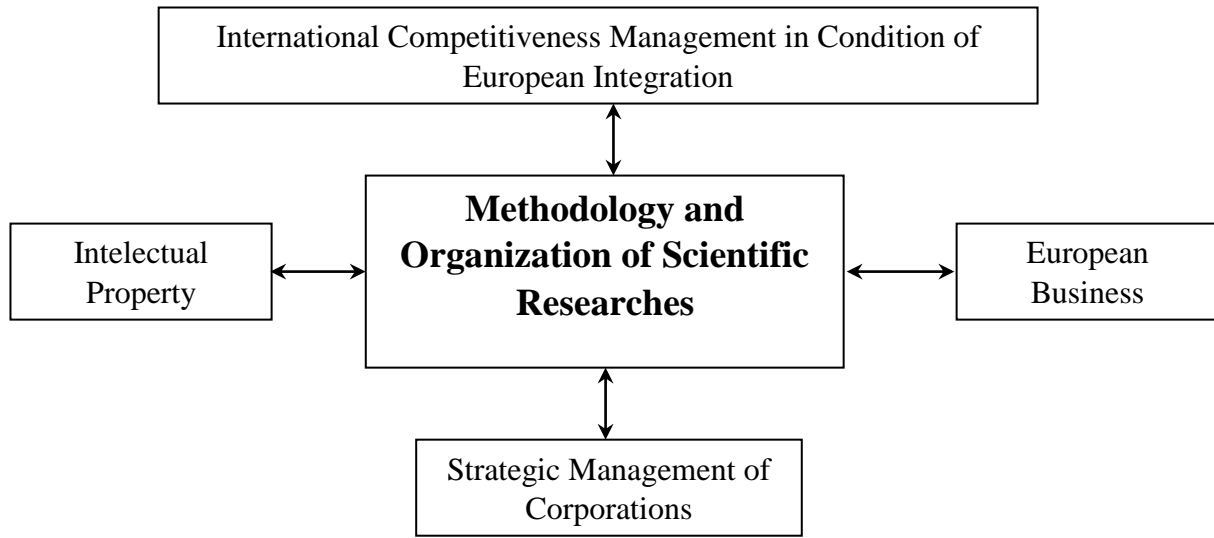 International Competitiveness Management in Condition of
European Integration
Methodology and
Organization of Scientific
Researches
Intelectual
Property
European
Business
Strategic Management of
Corporations